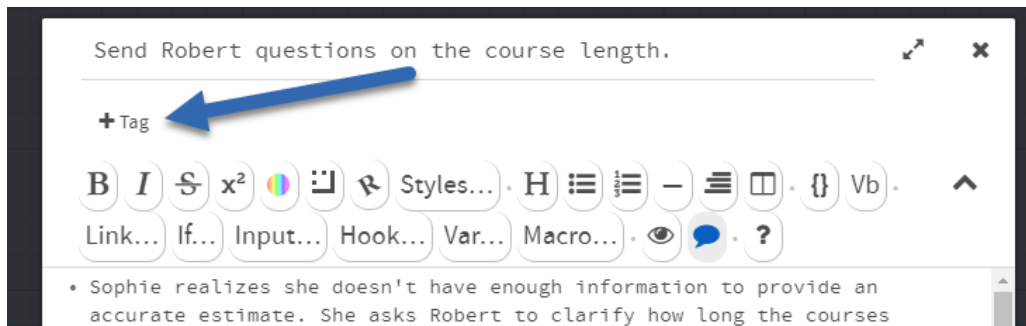 Send Robert questions on the course length.
+ Tag
B I S x² R Styles... H — {} Vb
Link... If... Input... Hook... Var... Macro... ?
• Sophie realizes she doesn't have enough information to provide an
accurate estimate. She asks Robert to clarify how long the courses